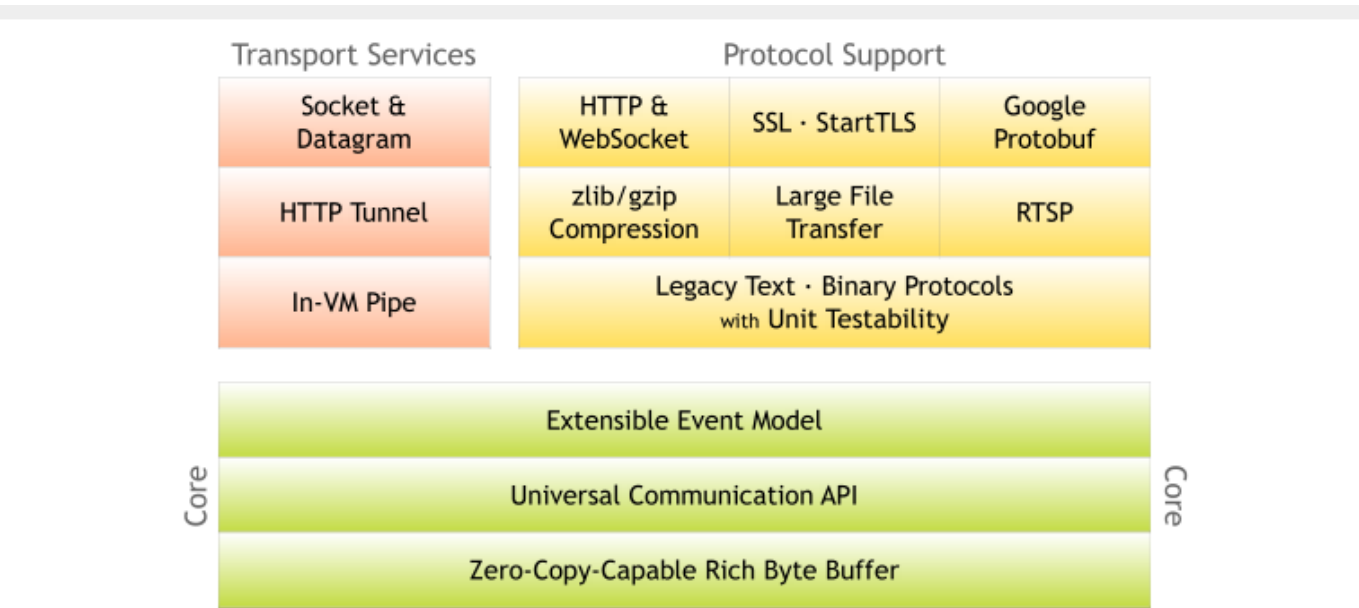 Transport Services
Socket &
Datagram
HTTP Tunnel
In-VM Pipe
Protocol Support
HTTP &
WebSocket
SSL · StartTLS
Google
Protobuf
zlib/gzip
Compression
Large File
Transfer
RTSP
Legacy Text · Binary Protocols
with Unit Testability
Core
Extensible Event Model
Universal Communication API
Zero-Copy-Capable Rich Byte Buffer
Core